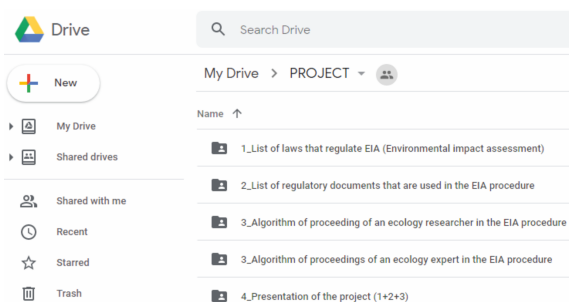 Drive
Search Drive
New
My Drive
Shared drives
Shared with me
Recent
Starred
Trash
My Drive > PROJECT
Name ↑
1_List of laws that regulate EIA (Environmental impact assessment)
2_List of regulatory documents that are used in the EIA procedure
3_Algorithm of proceeding of an ecology researcher in the EIA procedure
3_Algorithm of proceedings of an ecology expert in the EIA procedure
4_Presentation of the project (1+2+3)